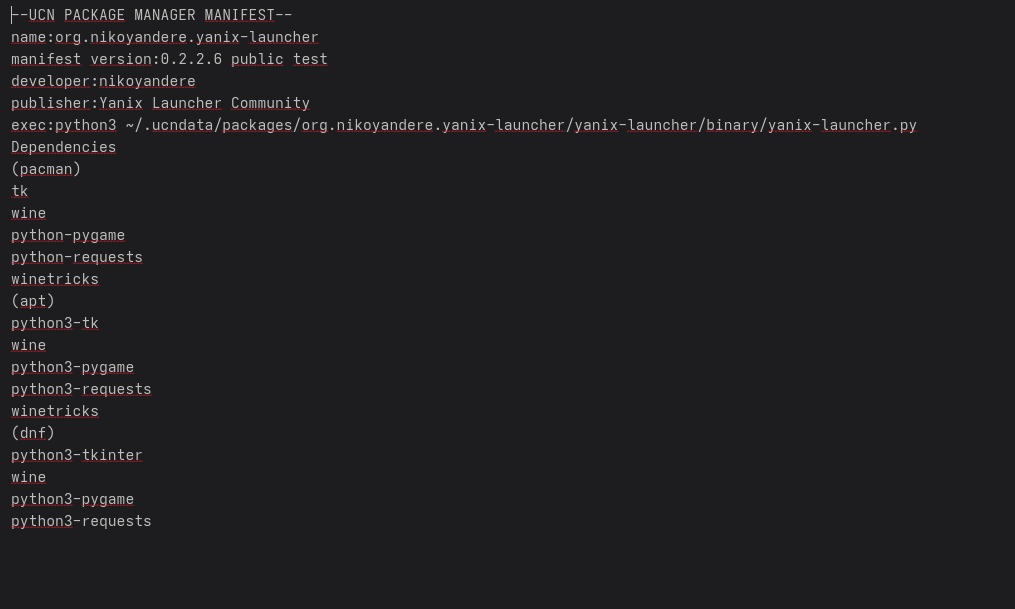 --UCN PACKAGE MANAGER MANIFEST--
name:org.nikoyandere.yanix-launcher
manifest version:0.2.2.6 public test
developer:nikoyandere
publisher:Yanix Launcher Community
exec:python3 ~/.ucndata/packages/org.nikoyandere.yanix-launcher/yanix-launcher/binary/yanix-launcher.py
Dependencies
(pacman)
tk
wine
python-pygame
python-requests
winetricks
(apt)
python3-tk
wine
python3-pygame
python3-requests
winetricks
(dnf)
python3-tkinter
wine
python3-pygame
python3-requests